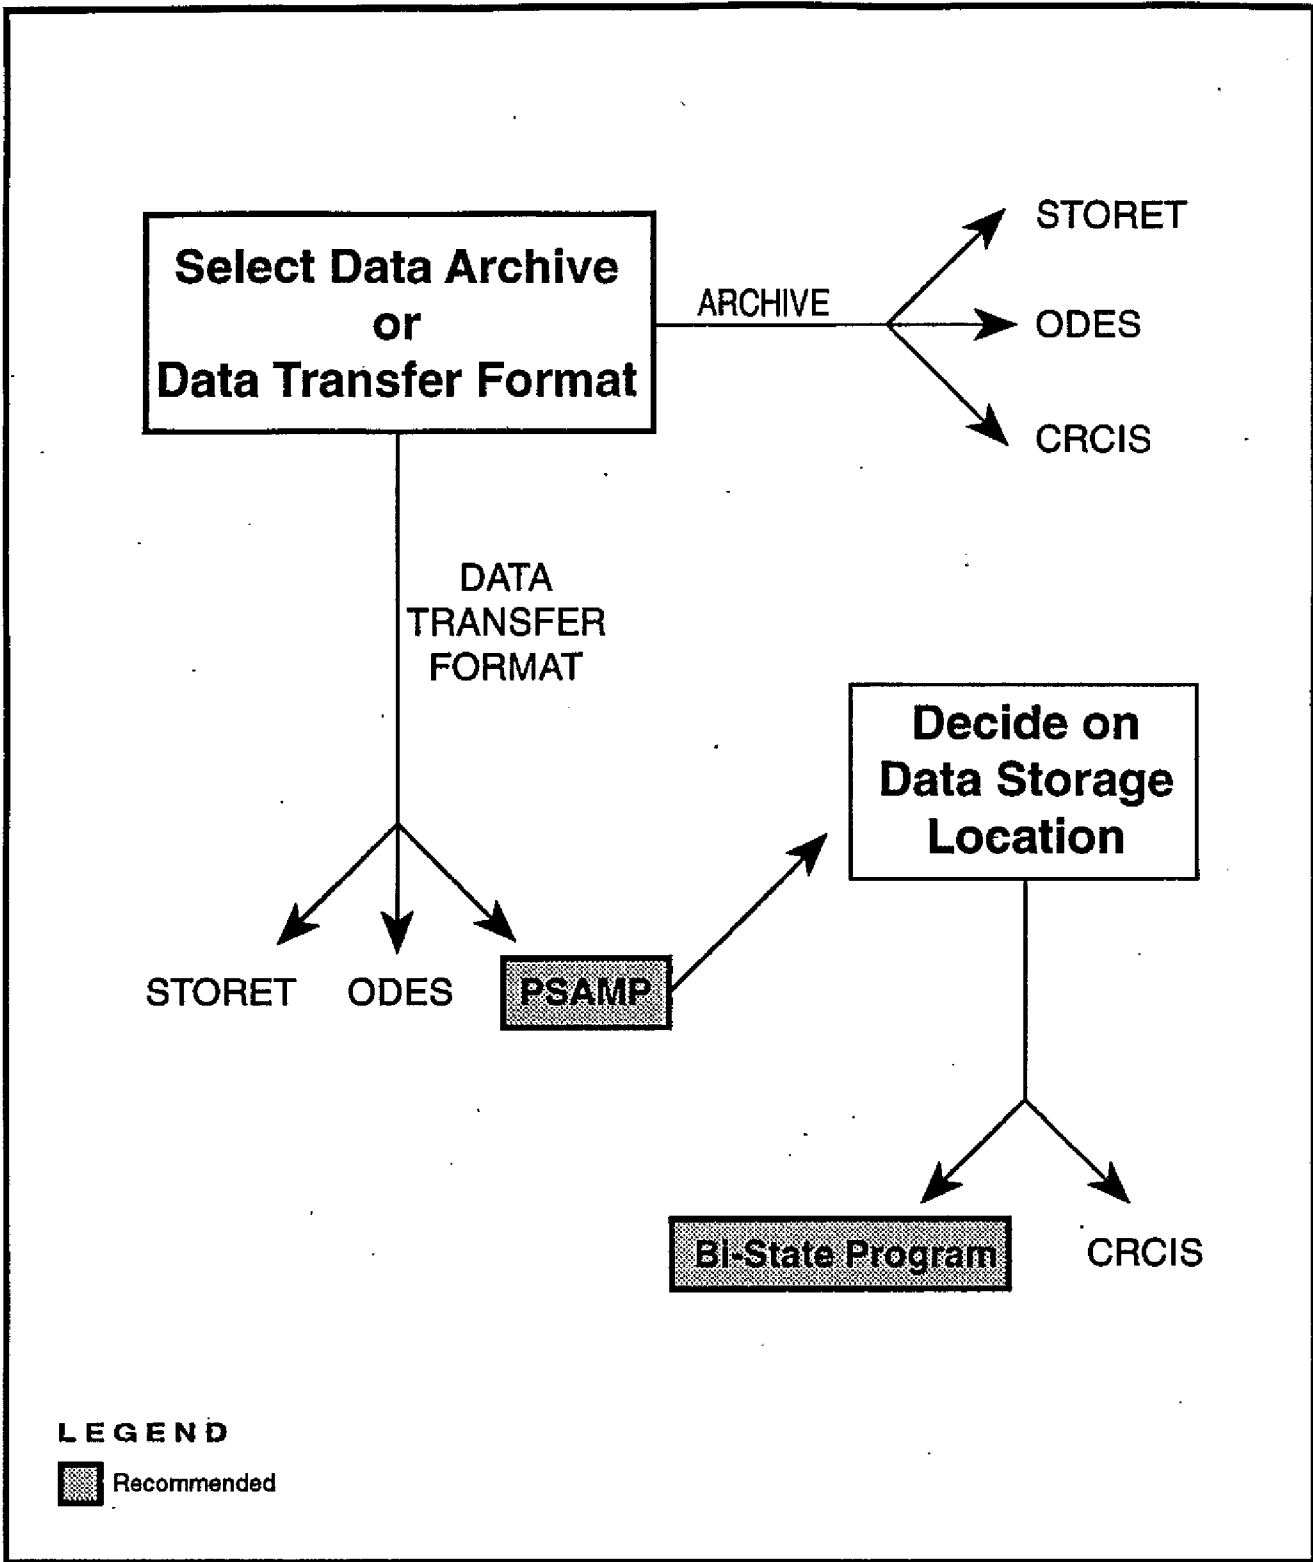 Select Data Archive
or
Data Transfer Format
ARCHIVE
STORET
ODES
CRCIS
DATA
TRANSFER
FORMAT
STORET
ODES
PSAMP
Decide on
Data Storage
Location
Bi-State Program
CRCIS
LEGEND
Recommended